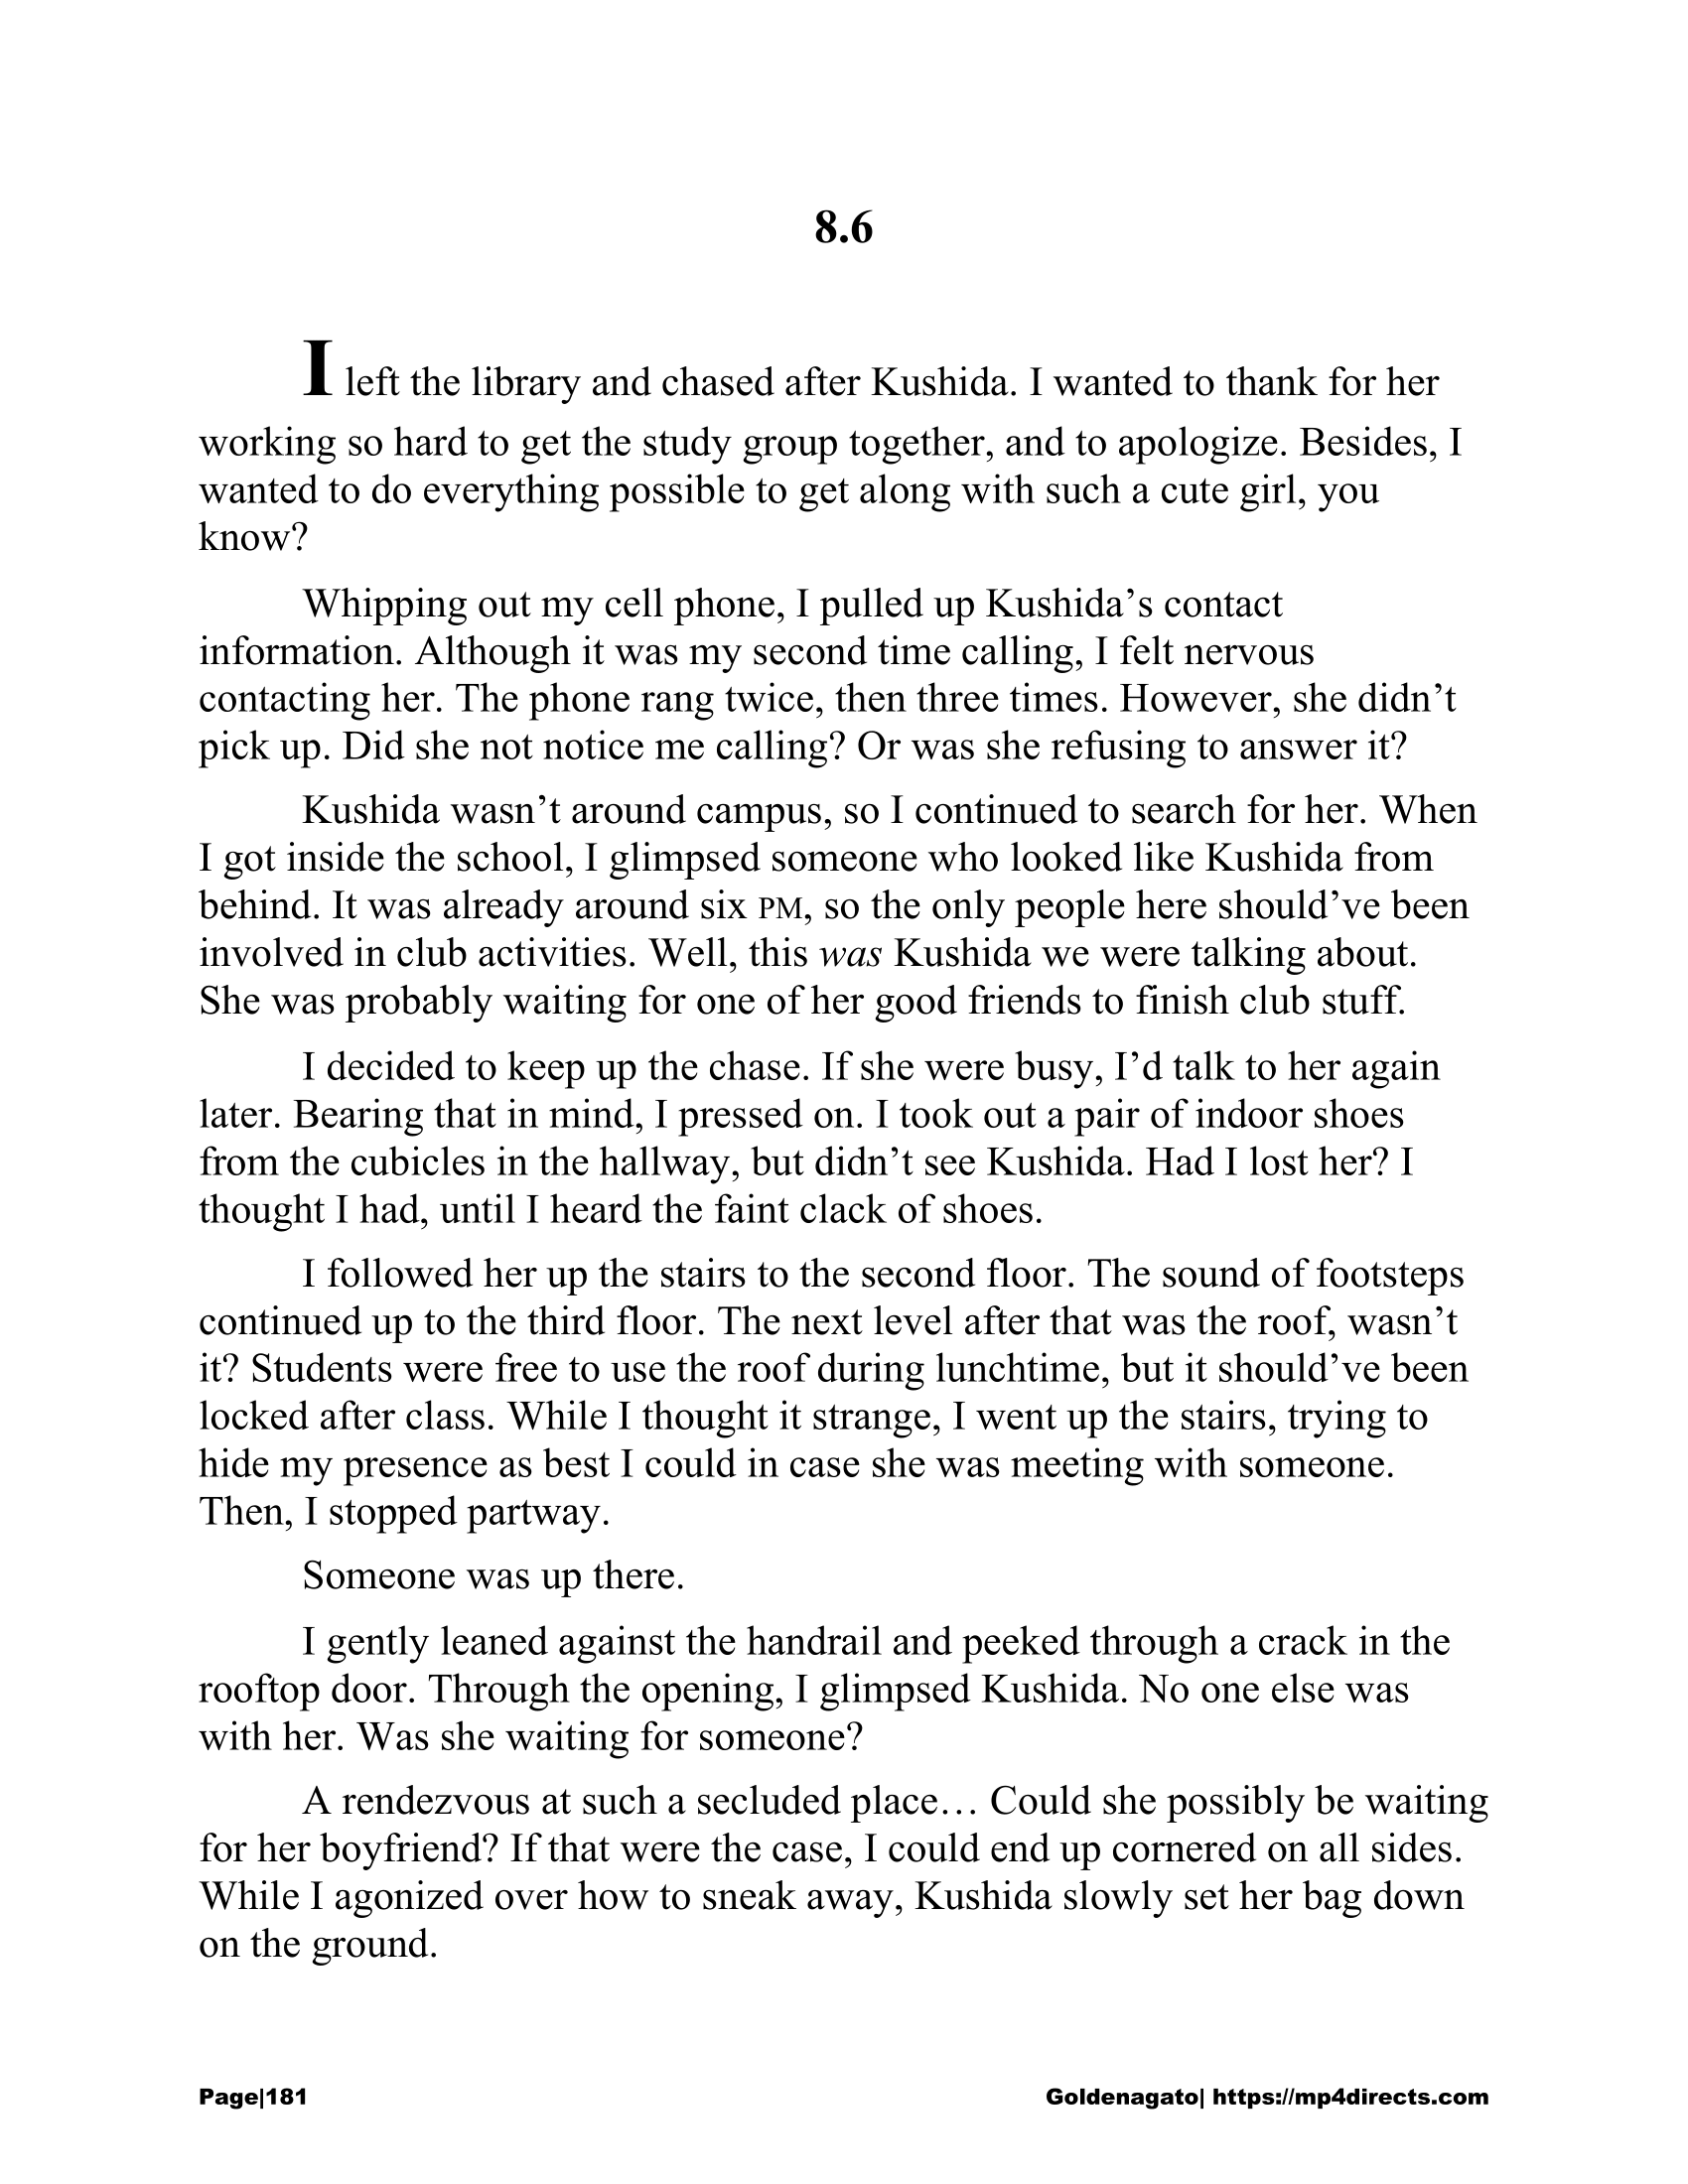 8.6
I left the library and chased after Kushida. I wanted to thank for her
working so hard to get the study group together, and to apologize. Besides, I
wanted to do everything possible to get along with such a cute girl, you
know?
Whipping out my cell phone, I pulled up Kushida’s contact
information. Although it was my second time calling, I felt nervous
contacting her. The phone rang twice, then three times. However, she didn’t
pick up. Did she not notice me calling? Or was she refusing to answer it?
Kushida wasn’t around campus, so I continued to search for her. When
I got inside the school, I glimpsed someone who looked like Kushida from
behind. It was already around six PM, so the only people here should’ve been
involved in club activities. Well, this was Kushida we were talking about.
She was probably waiting for one of her good friends to finish club stuff.
I decided to keep up the chase. If she were busy, I’d talk to her again
later. Bearing that in mind, I pressed on. I took out a pair of indoor shoes
from the cubicles in the hallway, but didn’t see Kushida. Had I lost her? I
thought I had, until I heard the faint clack of shoes.
I followed her up the stairs to the second floor. The sound of footsteps
continued up to the third floor. The next level after that was the roof, wasn’t
it? Students were free to use the roof during lunchtime, but it should’ve been
locked after class. While I thought it strange, I went up the stairs, trying to
hide my presence as best I could in case she was meeting with someone.
Then, I stopped partway.
Someone was up there.
I gently leaned against the handrail and peeked through a crack in the
rooftop door. Through the opening, I glimpsed Kushida. No one else was
with her. Was she waiting for someone?
A rendezvous at such a secluded place… Could she possibly be waiting
for her boyfriend? If that were the case, I could end up cornered on all sides.
While I agonized over how to sneak away, Kushida slowly set her bag down
on the ground.
Page|181 Goldenagato| https://mp4directs.com